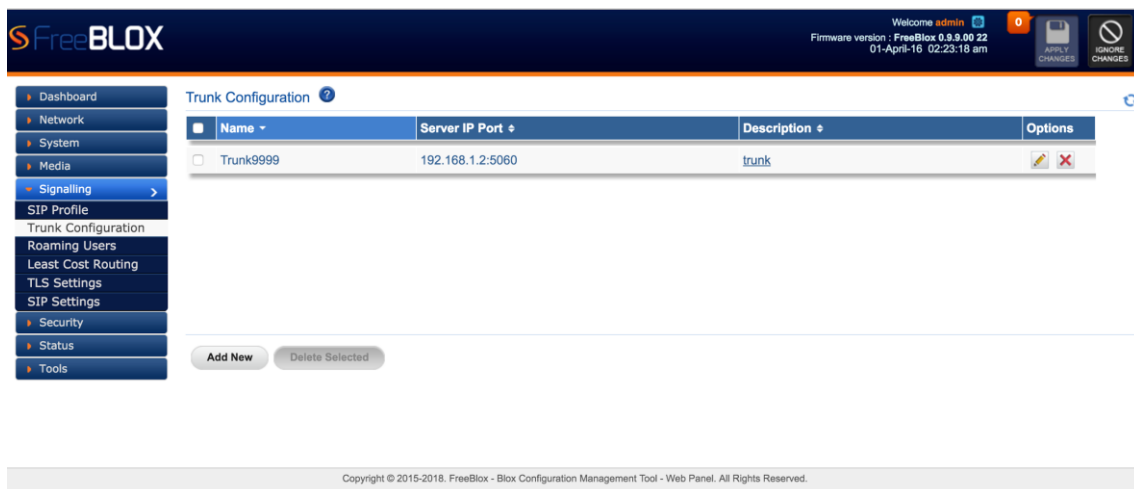 FreeBLOX
Welcome admin
Firmware version : FreeBlox 0.9.9.00 22
01-April-16 02:23:18 am
0
APPLY CHANGES
IGNORE CHANGES
Dashboard
Network
System
Media
Signalling
SIP Profile
Trunk Configuration
Roaming Users
Least Cost Routing
TLS Settings
SIP Settings
Security
Status
Tools
Trunk Configuration ?
Name Server IP Port Description Options
Trunk9999 192.168.1.2:5060 trunk
Add New Delete Selected
Copyright © 2015-2018. FreeBlox - Blox Configuration Management Tool - Web Panel. All Rights Reserved.